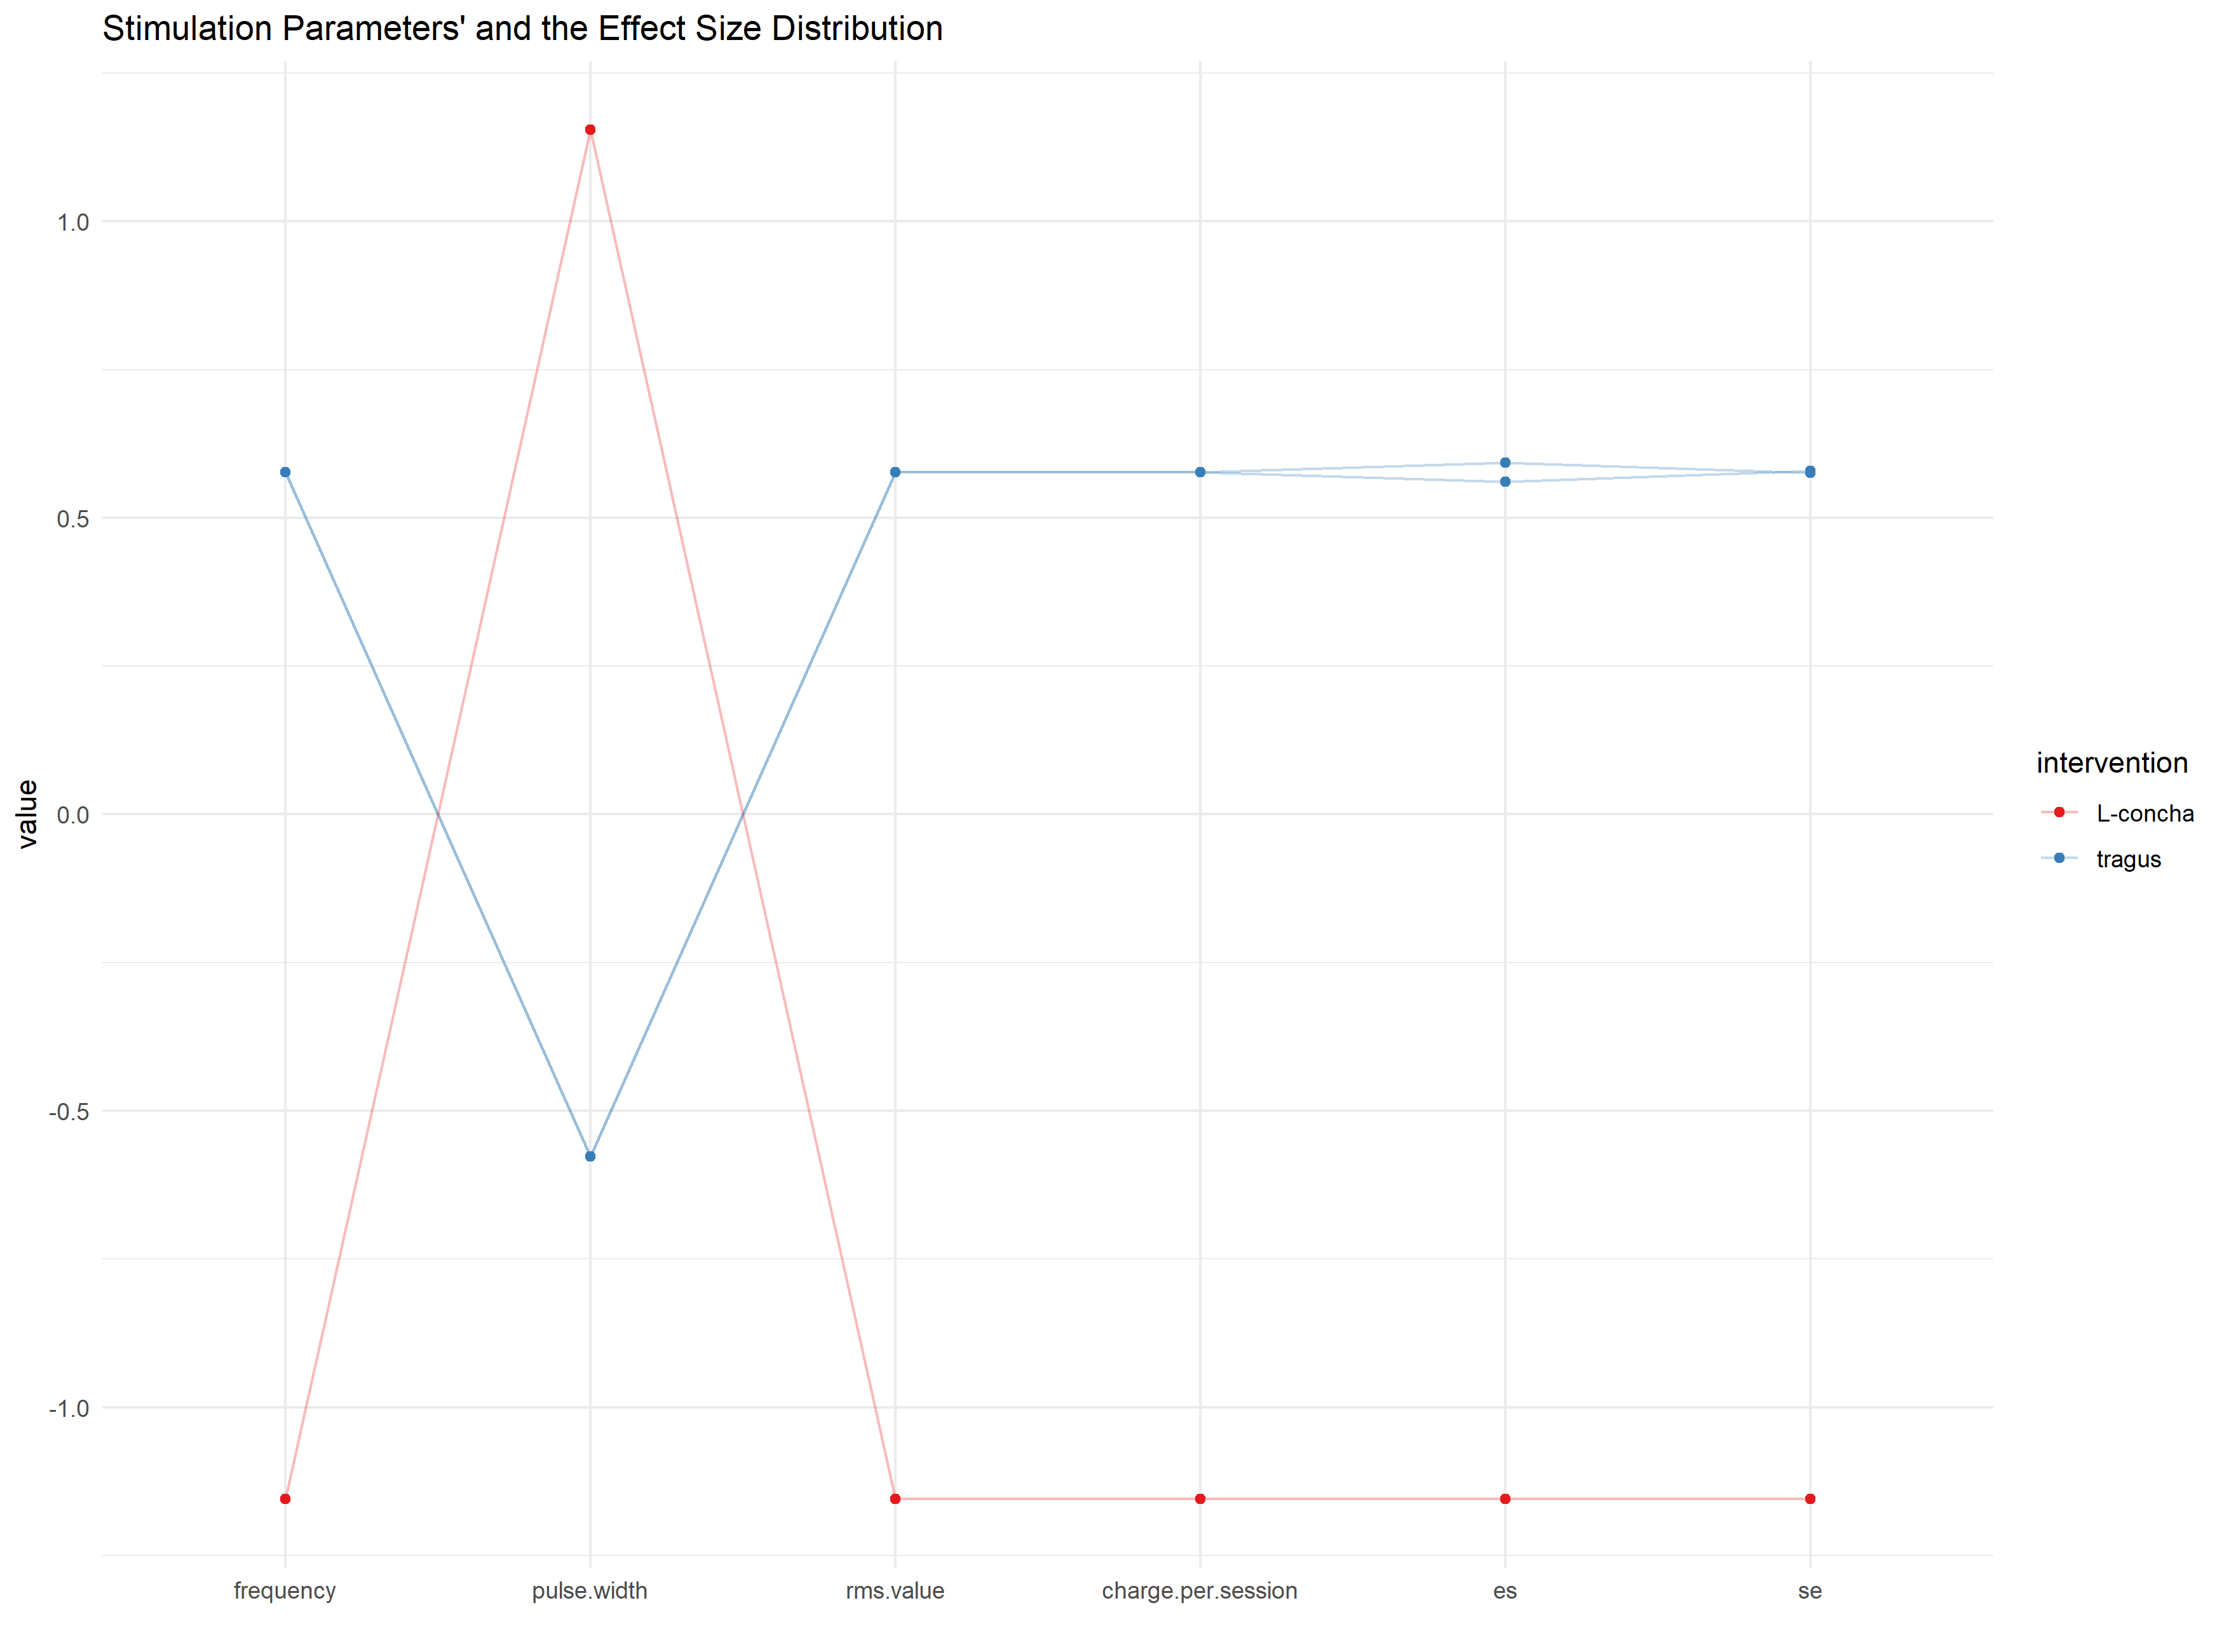 Stimulation Parameters' and the Effect Size Distribution
value
1.0
0.5
0.0
-0.5
-1.0
frequency pulse.width rms.value charge.per.session es se
intervention
L-concha
tragus